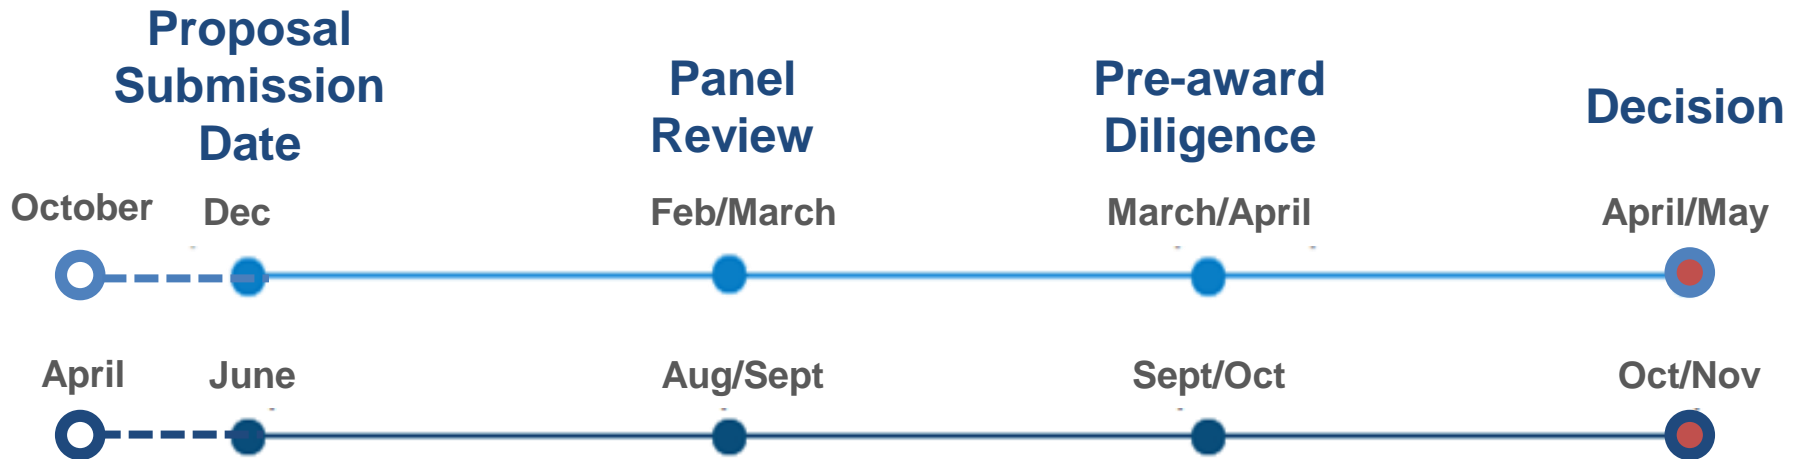 Proposal
Submission
Date
Panel
Review
Pre-award
Diligence
Decision
October
Dec
Feb/March
March/April
April/May
April
June
Aug/Sept
Sept/Oct
Oct/Nov